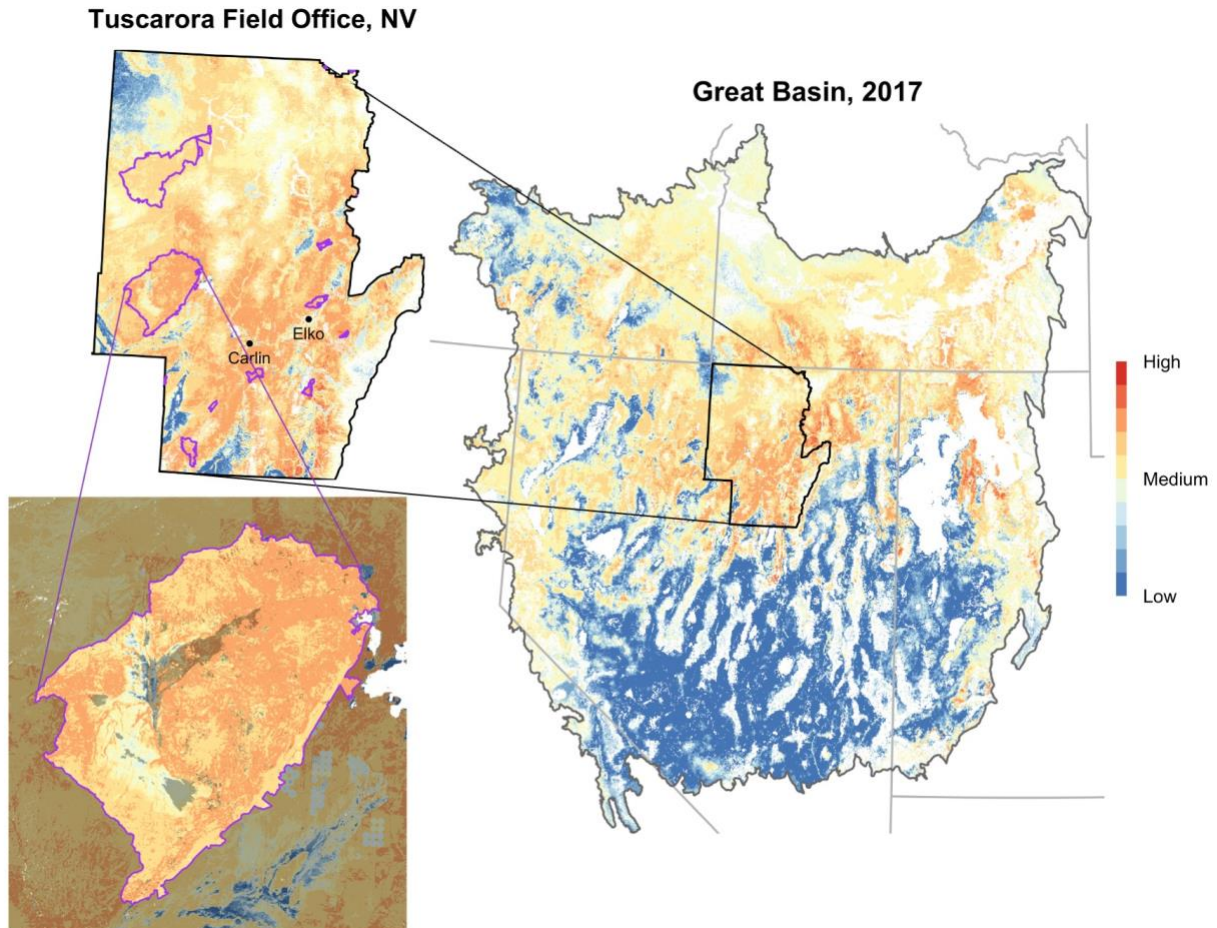 Tuscarora Field Office, NV
Great Basin, 2017
Elko
Carlin
High
Medium
Low